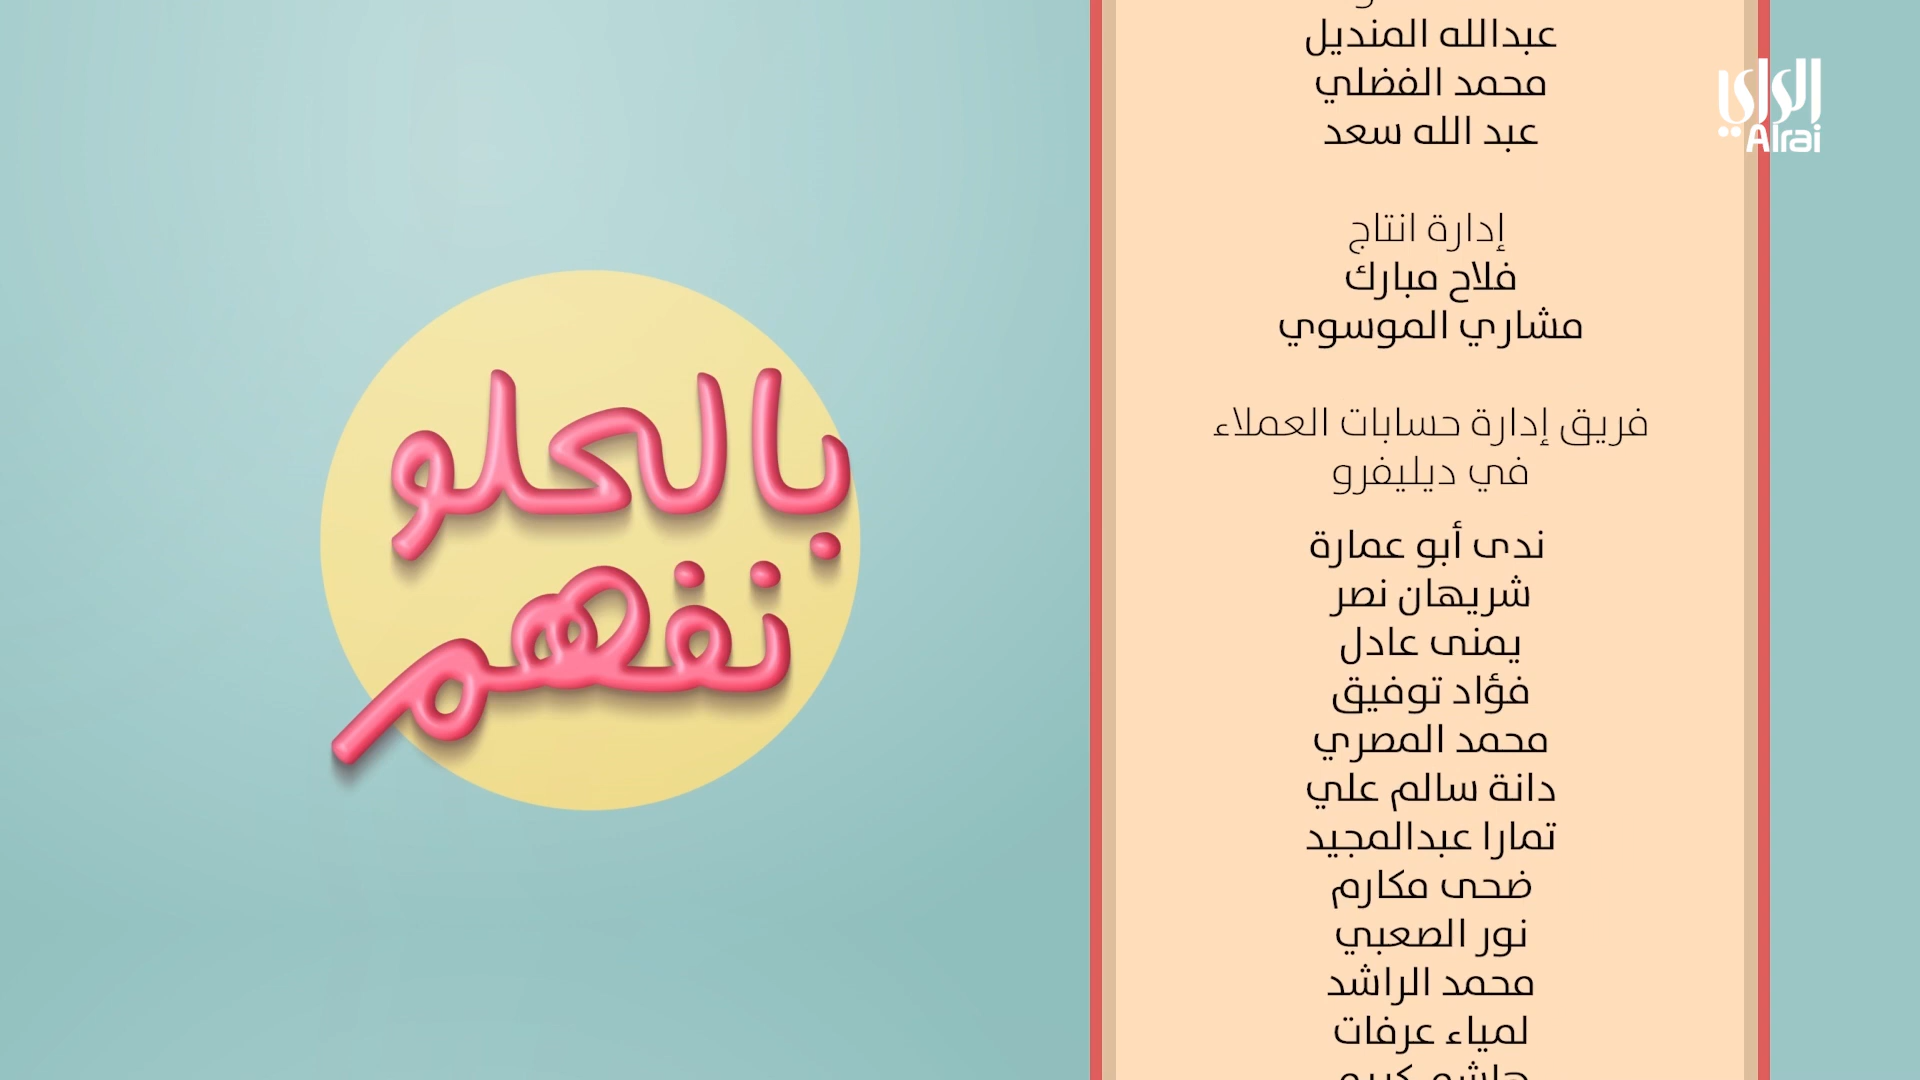 بالحلو
نفهم
عبدالله المنديل
محمد الفضلي
عبد الله سعد
إدارة انتاج
فلاح مبارك
مشاري الموسوي
فريق إدارة حسابات العملاء
في ديليفرو
ندى أبو عمارة
شريهان نصر
يمنى عادل
فؤاد توفيق
محمد المصري
دانة سالم علي
تمارا عبدالمجيد
ضحى مكارم
نور الصعبي
محمد الراشد
لمياء عرفات
الراي
Alrai